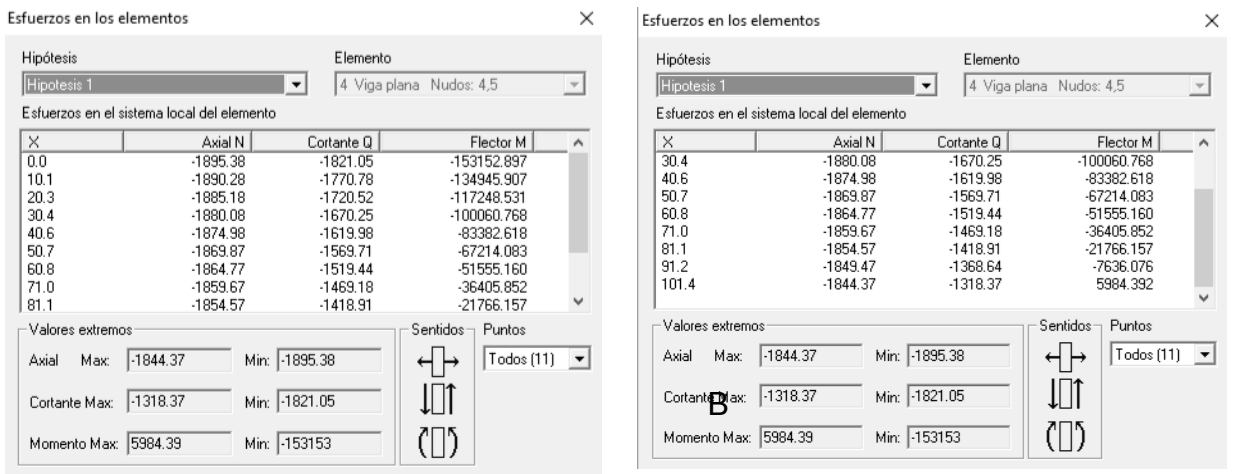 Esfuerzos en los elementos
Hipótesis Elemento
Hipotesis 1 4 Viga plana Nudos: 4,5
Esfuerzos en el sistema local del elemento
X Axial N Cortante Q Flector M
0.0 -1895.38 -1821.05 -153152.897
10.1 -1890.28 -1770.78 -134945.907
20.3 -1885.18 -1720.52 -117248.531
30.4 -1880.08 -1670.25 -100060.768
40.6 -1874.98 -1619.98 -83382.618
50.7 -1869.87 -1569.71 -67214.083
60.8 -1864.77 -1519.44 -51555.160
71.0 -1859.67 -1469.18 -36405.852
81.1 -1854.57 -1418.91 -21766.157
Valores extremos Sentidos Puntos
Axial Max: -1844.37 Min: -1895.38 Todos (11)
Cortante Max: -1318.37 Min: -1821.05
Momento Max: 5984.39 Min: -153153
Esfuerzos en los elementos
Hipótesis Elemento
Hipotesis 1 4 Viga plana Nudos: 4,5
Esfuerzos en el sistema local del elemento
X Axial N Cortante Q Flector M
30.4 -1880.08 -1670.25 -100060.768
40.6 -1874.98 -1619.98 -83382.618
50.7 -1869.87 -1569.71 -67214.083
60.8 -1864.77 -1519.44 -51555.160
71.0 -1859.67 -1469.18 -36405.852
81.1 -1854.57 -1418.91 -21766.157
91.2 -1849.47 -1368.64 -7636.076
101.4 -1844.37 -1318.37 5984.392
Valores extremos Sentidos Puntos
Axial Max: -1844.37 Min: -1895.38 Todos (11)
Cortante Max: -1318.37 Min: -1821.05
B
Momento Max: 5984.39 Min: -153153